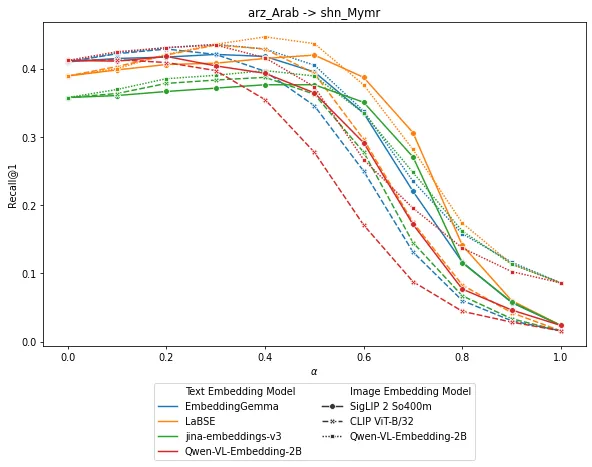 arz_Arab -> shn_Mymr
Recall@1
0.4
0.3
0.2
0.1
0.0
0.0 0.2 0.4 0.6 0.8 1.0
α
Text Embedding Model
EmbeddingGemma
LaBSE
jina-embeddings-v3
Qwen-VL-Embedding-2B
Image Embedding Model
SigLIP 2 So400m
CLIP ViT-B/32
Qwen-VL-Embedding-2B